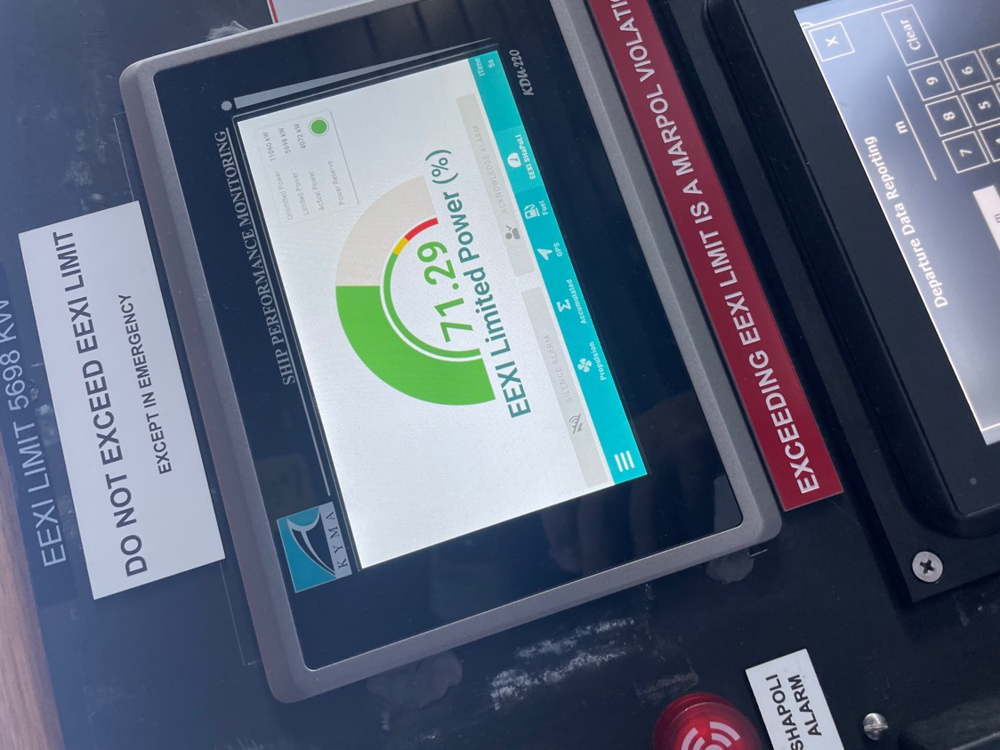 EEXI LIMIT 5698 KW
DO NOT EXCEED EEXI LIMIT
EXCEPT IN EMERGENCY
KYMA
SHIP PERFORMANCE MONITORING
Unlimited Power 11060 kW
Limited Power 5698 kW
Actual Power 4072 kW
Power Reserve
71.29
EEXI Limited Power (%)
SILENCE ALARM
ACKNOWLEDGE ALARM
Propulsion
Σ
Accumulated
GPS
Fuel
EEXI SHAPOLI
iTime
5s
KDU-220
EXCEEDING EEXI LIMIT IS A MARPOL
SHAPOLI
ALARM
X
Departure Data Reporting
m
7 8 9 Clear
5 6
m